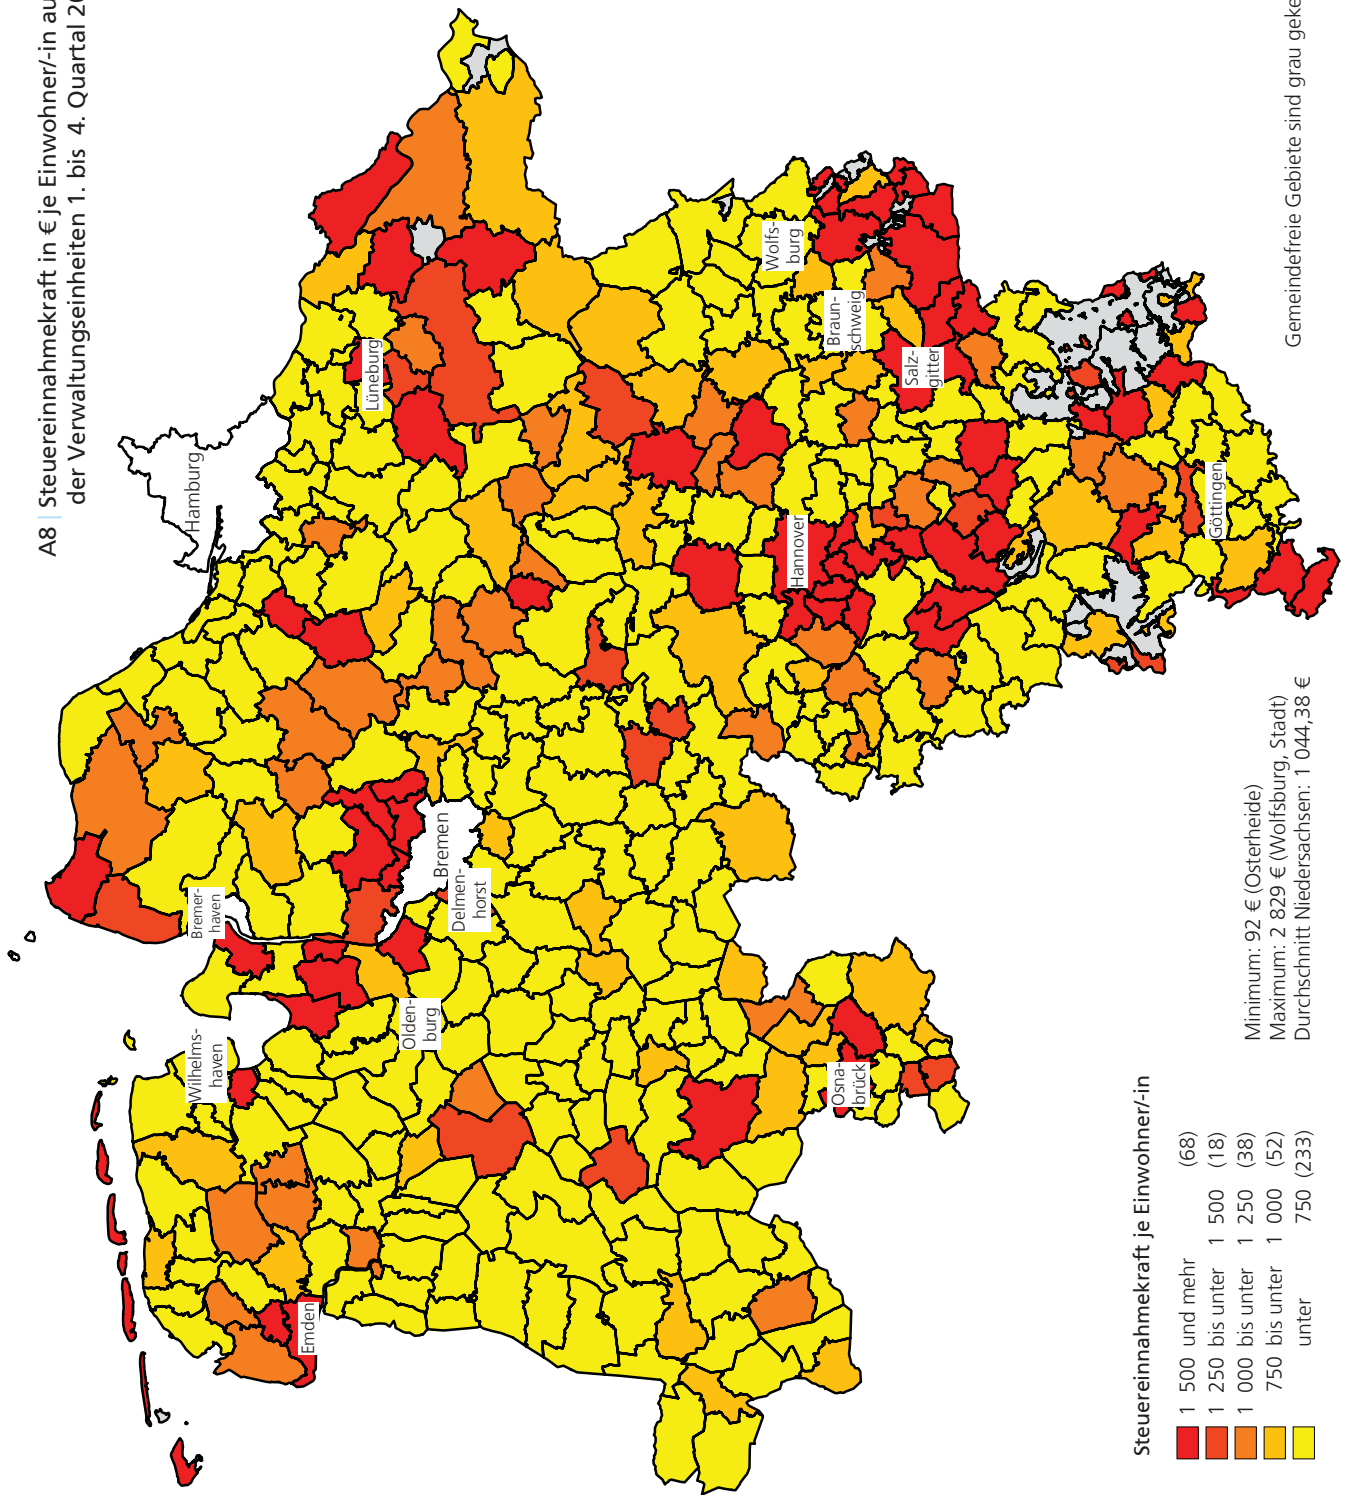 A8 | Steuereinnahmekraft in € je Einwohner/-in
der Verwaltungseinheiten 1. bis 4. Quartal
Hamburg
Lüneburg
Bremer-
haven
Wilhelms-
haven
Emden
Olden-
burg
Bremen
Delmen-
horst
Wolfs-
burg
Braun-
schweig
Salz-
gitter
Hannover
Osna-
brück
Göttingen
Steuereinnahmekraft je Einwohner/-in
1 500 und mehr (68)
1 250 bis unter 1 500 (18)
1 000 bis unter 1 250 (38)
750 bis unter 1 000 (52)
unter 750 (233)
Minimum: 92 € (Osterheide)
Maximum: 2 829 € (Wolfsburg, Stadt)
Durchschnitt Niedersachsen: 1 044,38 €
Gemeindefreie Gebiete sind grau